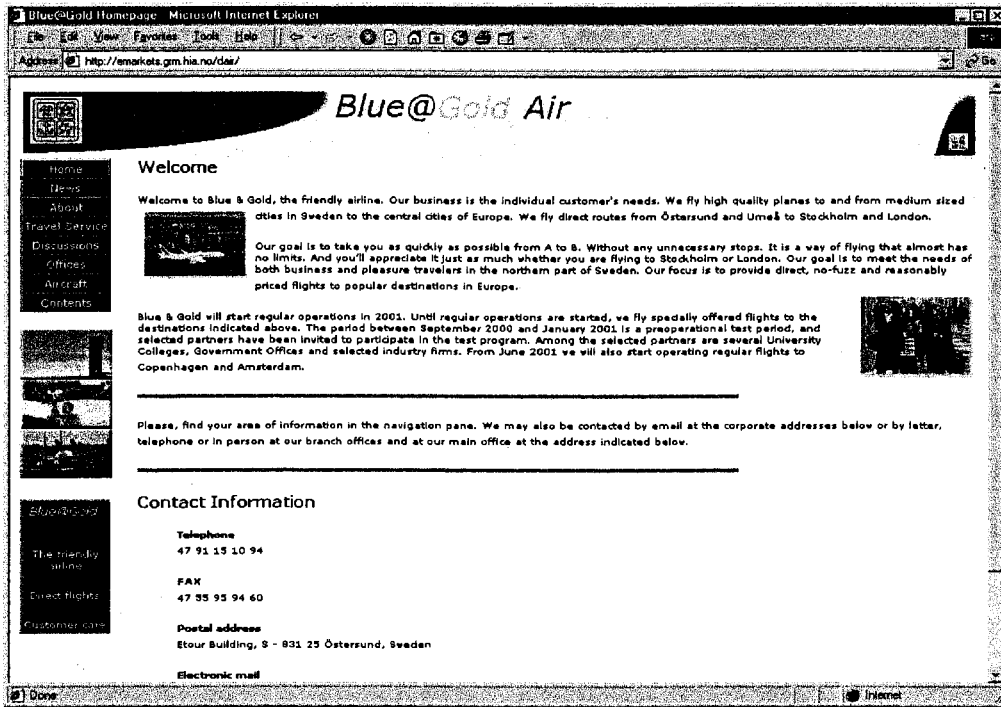 Blue@Gold Homepage - Microsoft Internet Explorer
File Edit View Favorites Tools Help
Address http://emarkets.grm.hia.no/dair/ Go
Blue@Gold Air
Home
News
About
Travel Service
Discussions
Offices
Aircraft
Contents
Welcome
Welcome to Blue & Gold, the friendly airline. Our business is the individual customer's needs. We fly high quality planes to and from medium sized
cities in Sweden to the central cities of Europe. We fly direct routes from Östersund and Umeå to Stockholm and London.
Our goal is to take you as quickly as possible from A to B. Without any unnecessary stops. It is a way of flying that almost has
no limits. And you'll appreciate it just as much whether you are flying to Stockholm or London. Our goal is to meet the needs of
both business and pleasure travelers in the northern part of Sweden. Our focus is to provide direct, no-fuzz and reasonably
priced flights to popular destinations in Europe.
Blue & Gold will start regular operations in 2001. Until regular operations are started, we fly specially offered flights to the
destinations indicated above. The period between September 2000 and January 2001 is a preoperational test period, and
selected partners have been invited to participate in the test program. Among the selected partners are several University
Colleges, Government Offices and selected industry firms. From June 2001 we will also start operating regular flights to
Copenhagen and Amsterdam.
Please, find your area of information in the navigation pane. We may also be contacted by email at the corporate addresses below or by letter,
telephone or in person at our branch offices and at our main office at the address indicated below.
Blue@Gold
The friendly
airline
Direct flights
Customer care
Contact Information
Telephone
47 91 15 10 94
FAX
47 35 95 94 60
Postal address
Etour Building, S - 831 25 Östersund, Sweden
Electronic mail
Done Internet